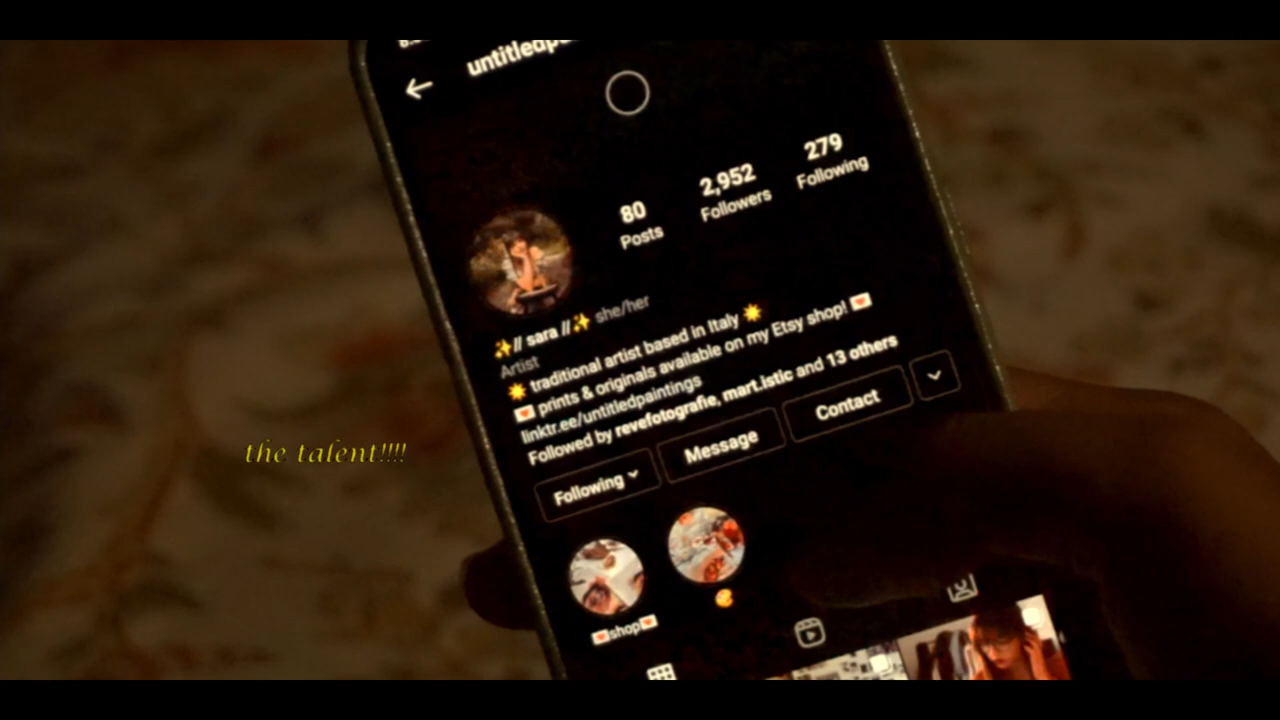 80
Posts
2,952
Followers
279
Following
✨// sara //✨ she/her
Artist
🌟 traditional artist based in Italy 🌟
💌 prints & originals available on my Etsy shop! 💌
linktr.ee/untitledpaintings
Followed by revefotografie, mart.istic and 13 others
Following
Message
Contact
the talent!!!!
💌shop💌